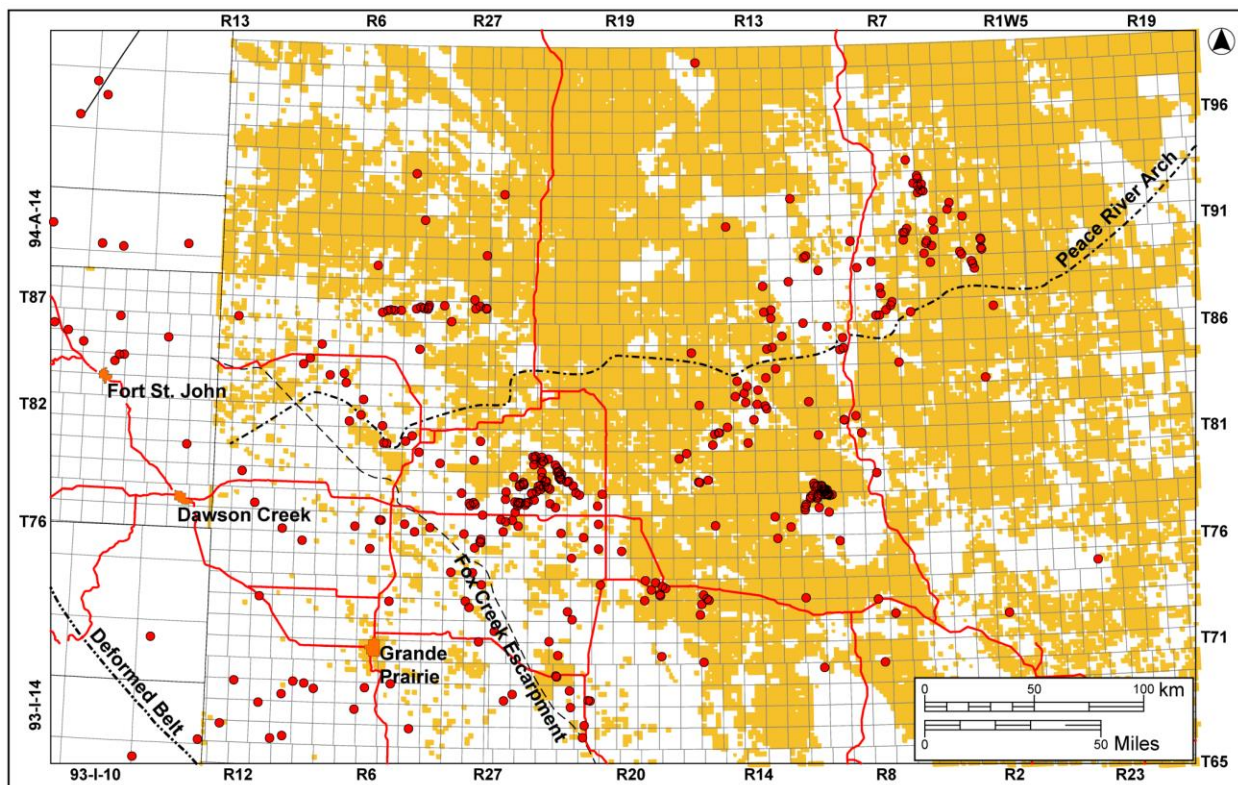 R13 R6 R27 R19 R13 R7 R1W5 R19
T96
94-A-14
T91
Peace River Arch
T87
T86
Fort St. John
T82
T81
Dawson Creek
T76
T76
Fox Creek Escarpment
Deformed Belt
Grande
Prairie
T71
93-I-14
0 50 100 km
0 50 Miles
T65
93-I-10 R12 R6 R27 R20 R14 R8 R2 R23